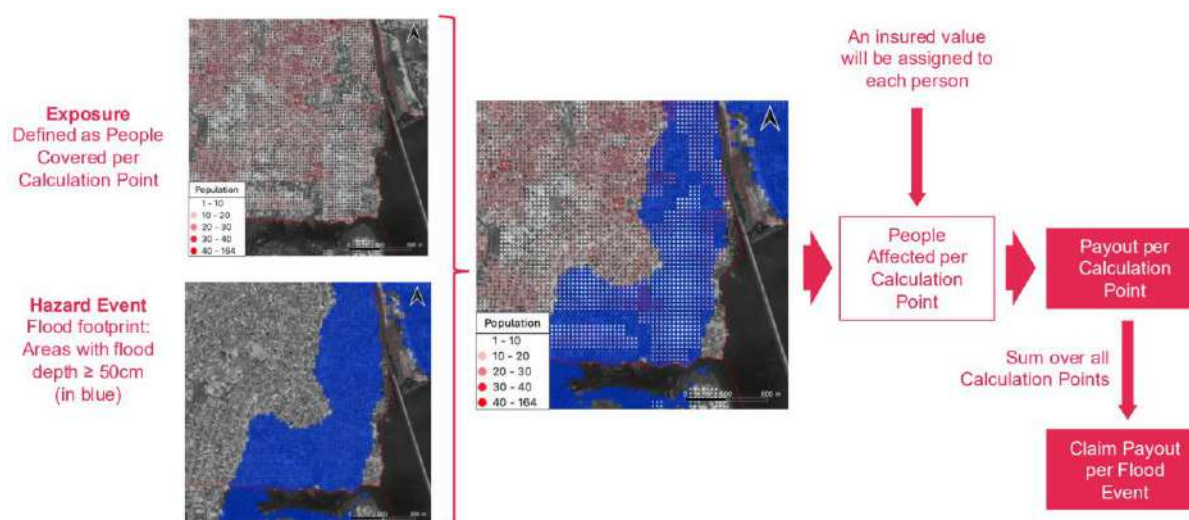 Exposure
Defined as People
Covered per
Calculation Point
Population
1 - 10
10 - 20
20 - 30
30 - 40
40 - 164
Hazard Event
Flood footprint:
Areas with flood
depth ≥ 50cm
(in blue)
Population
1 - 10
10 - 20
20 - 30
30 - 40
40 - 164
800 m
An insured value
will be assigned to
each person
People
Affected per
Calculation
Point
Payout per
Calculation
Point
Sum over all
Calculation Points
Claim Payout
per Flood
Event